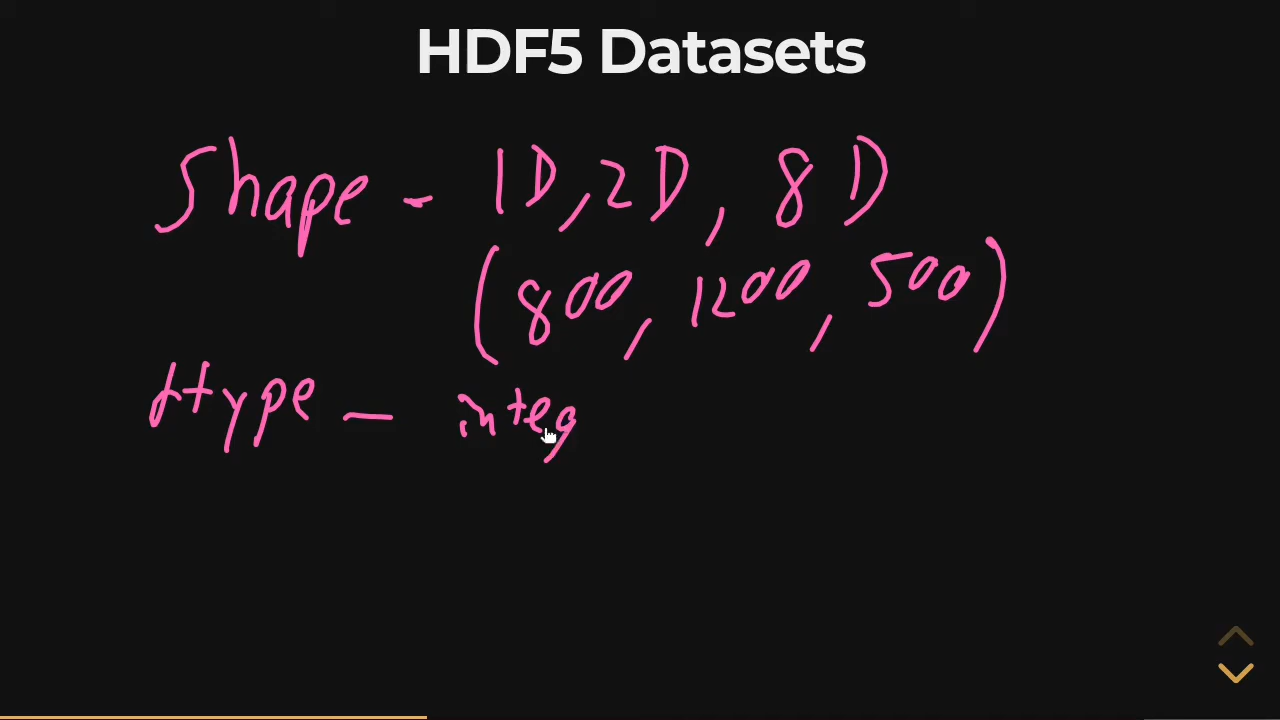 HDF5 Datasets
Shape - 1D, 2D, 8D
(800, 1200, 500)
dtype - integ